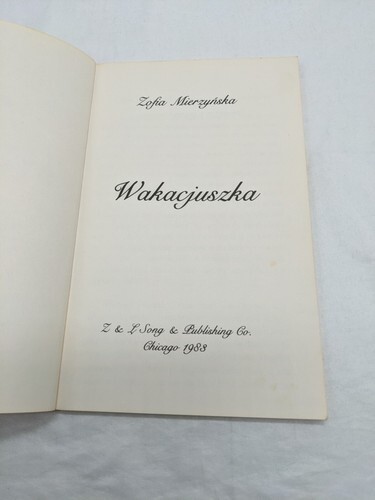 Zofia Mierzyńska
Wakacjuszka
Z & L Song & Publishing Co.
Chicago 1983